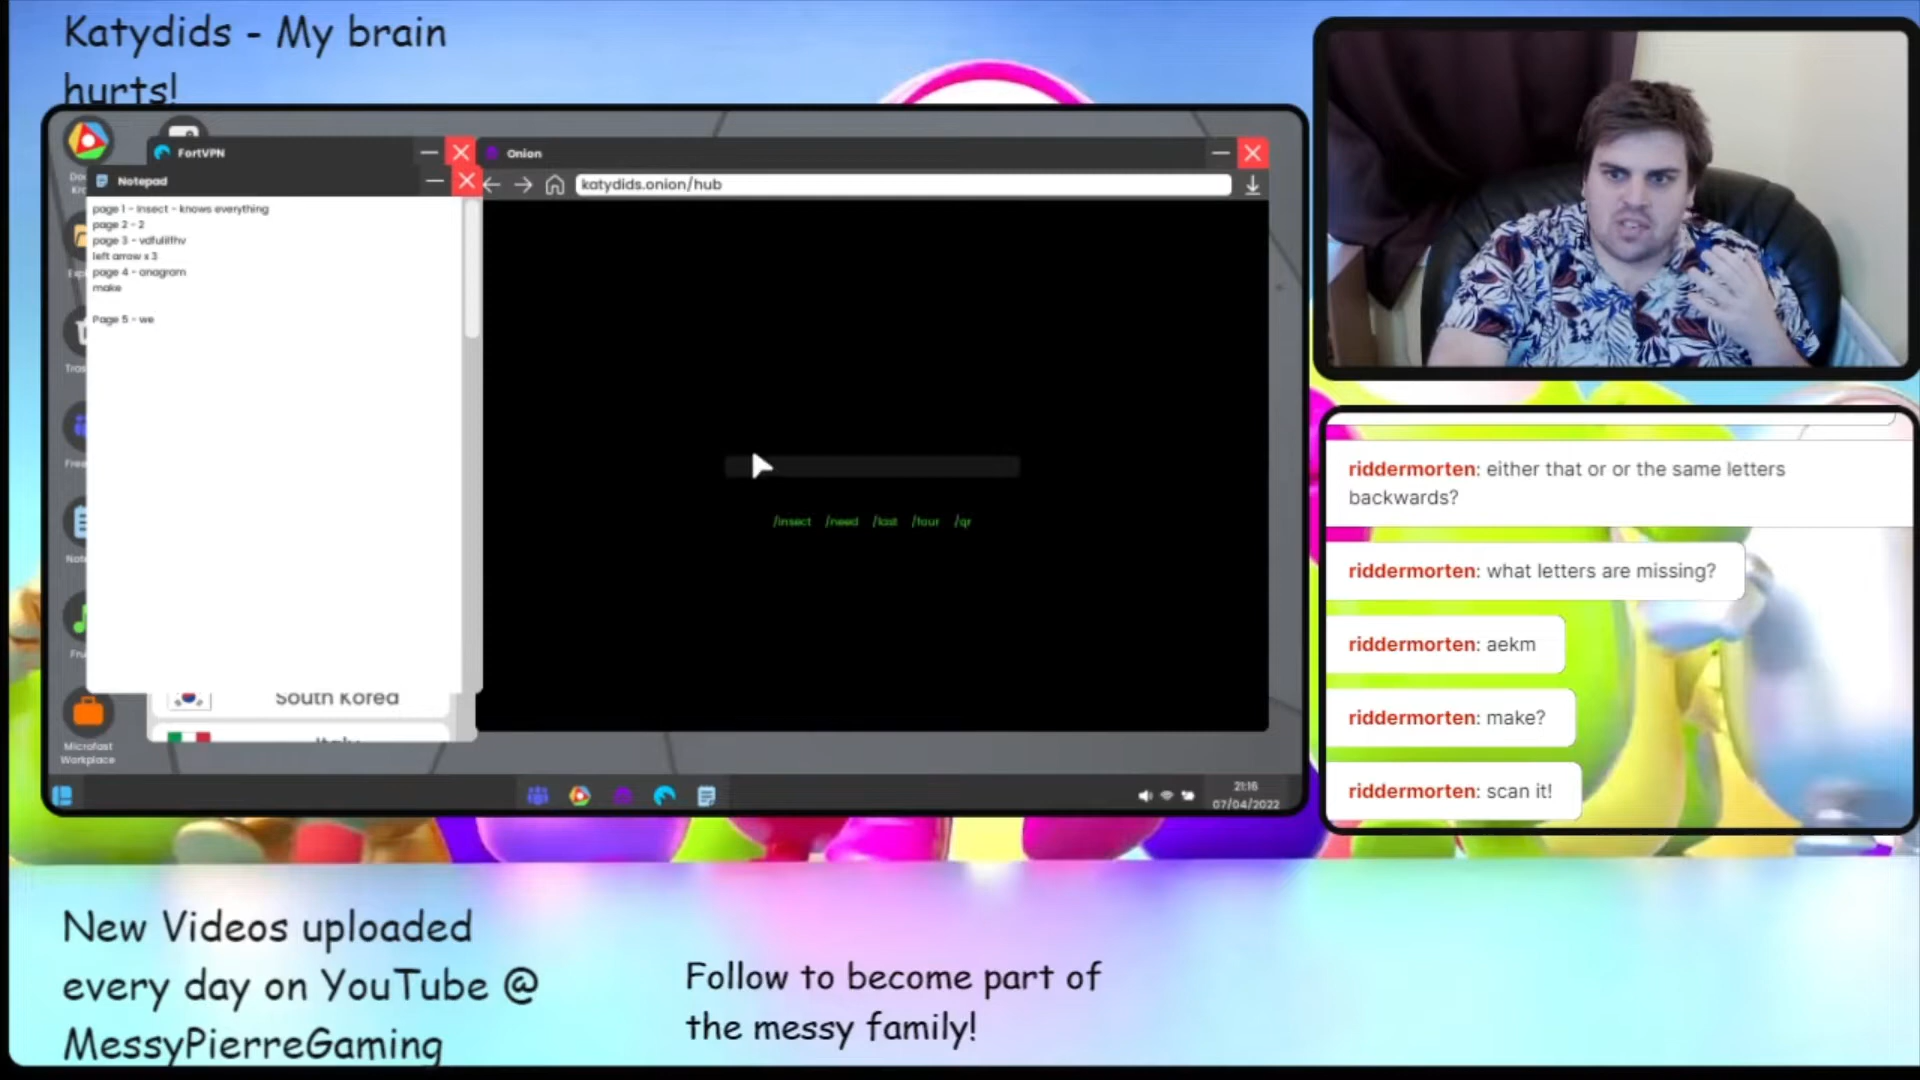 Katydids - My brain
hurts!
FortVPN
Notepad
page 1 - Insect - knows everything
page 2 - 2
page 3 - vdfulilfhv
left arrow x 3
page 4 - anagram
make
Page 5 - we
South Korea
Italy
Microfast
Workplace
Onion
katydids.onion/hub
/insect /need /last /four /qr
21:16
07/04/2022
riddermorten: either that or or the same letters
backwards?
riddermorten: what letters are missing?
riddermorten: aekm
riddermorten: make?
riddermorten: scan it!
New Videos uploaded
every day on YouTube @
MessyPierreGaming
Follow to become part of
the messy family!